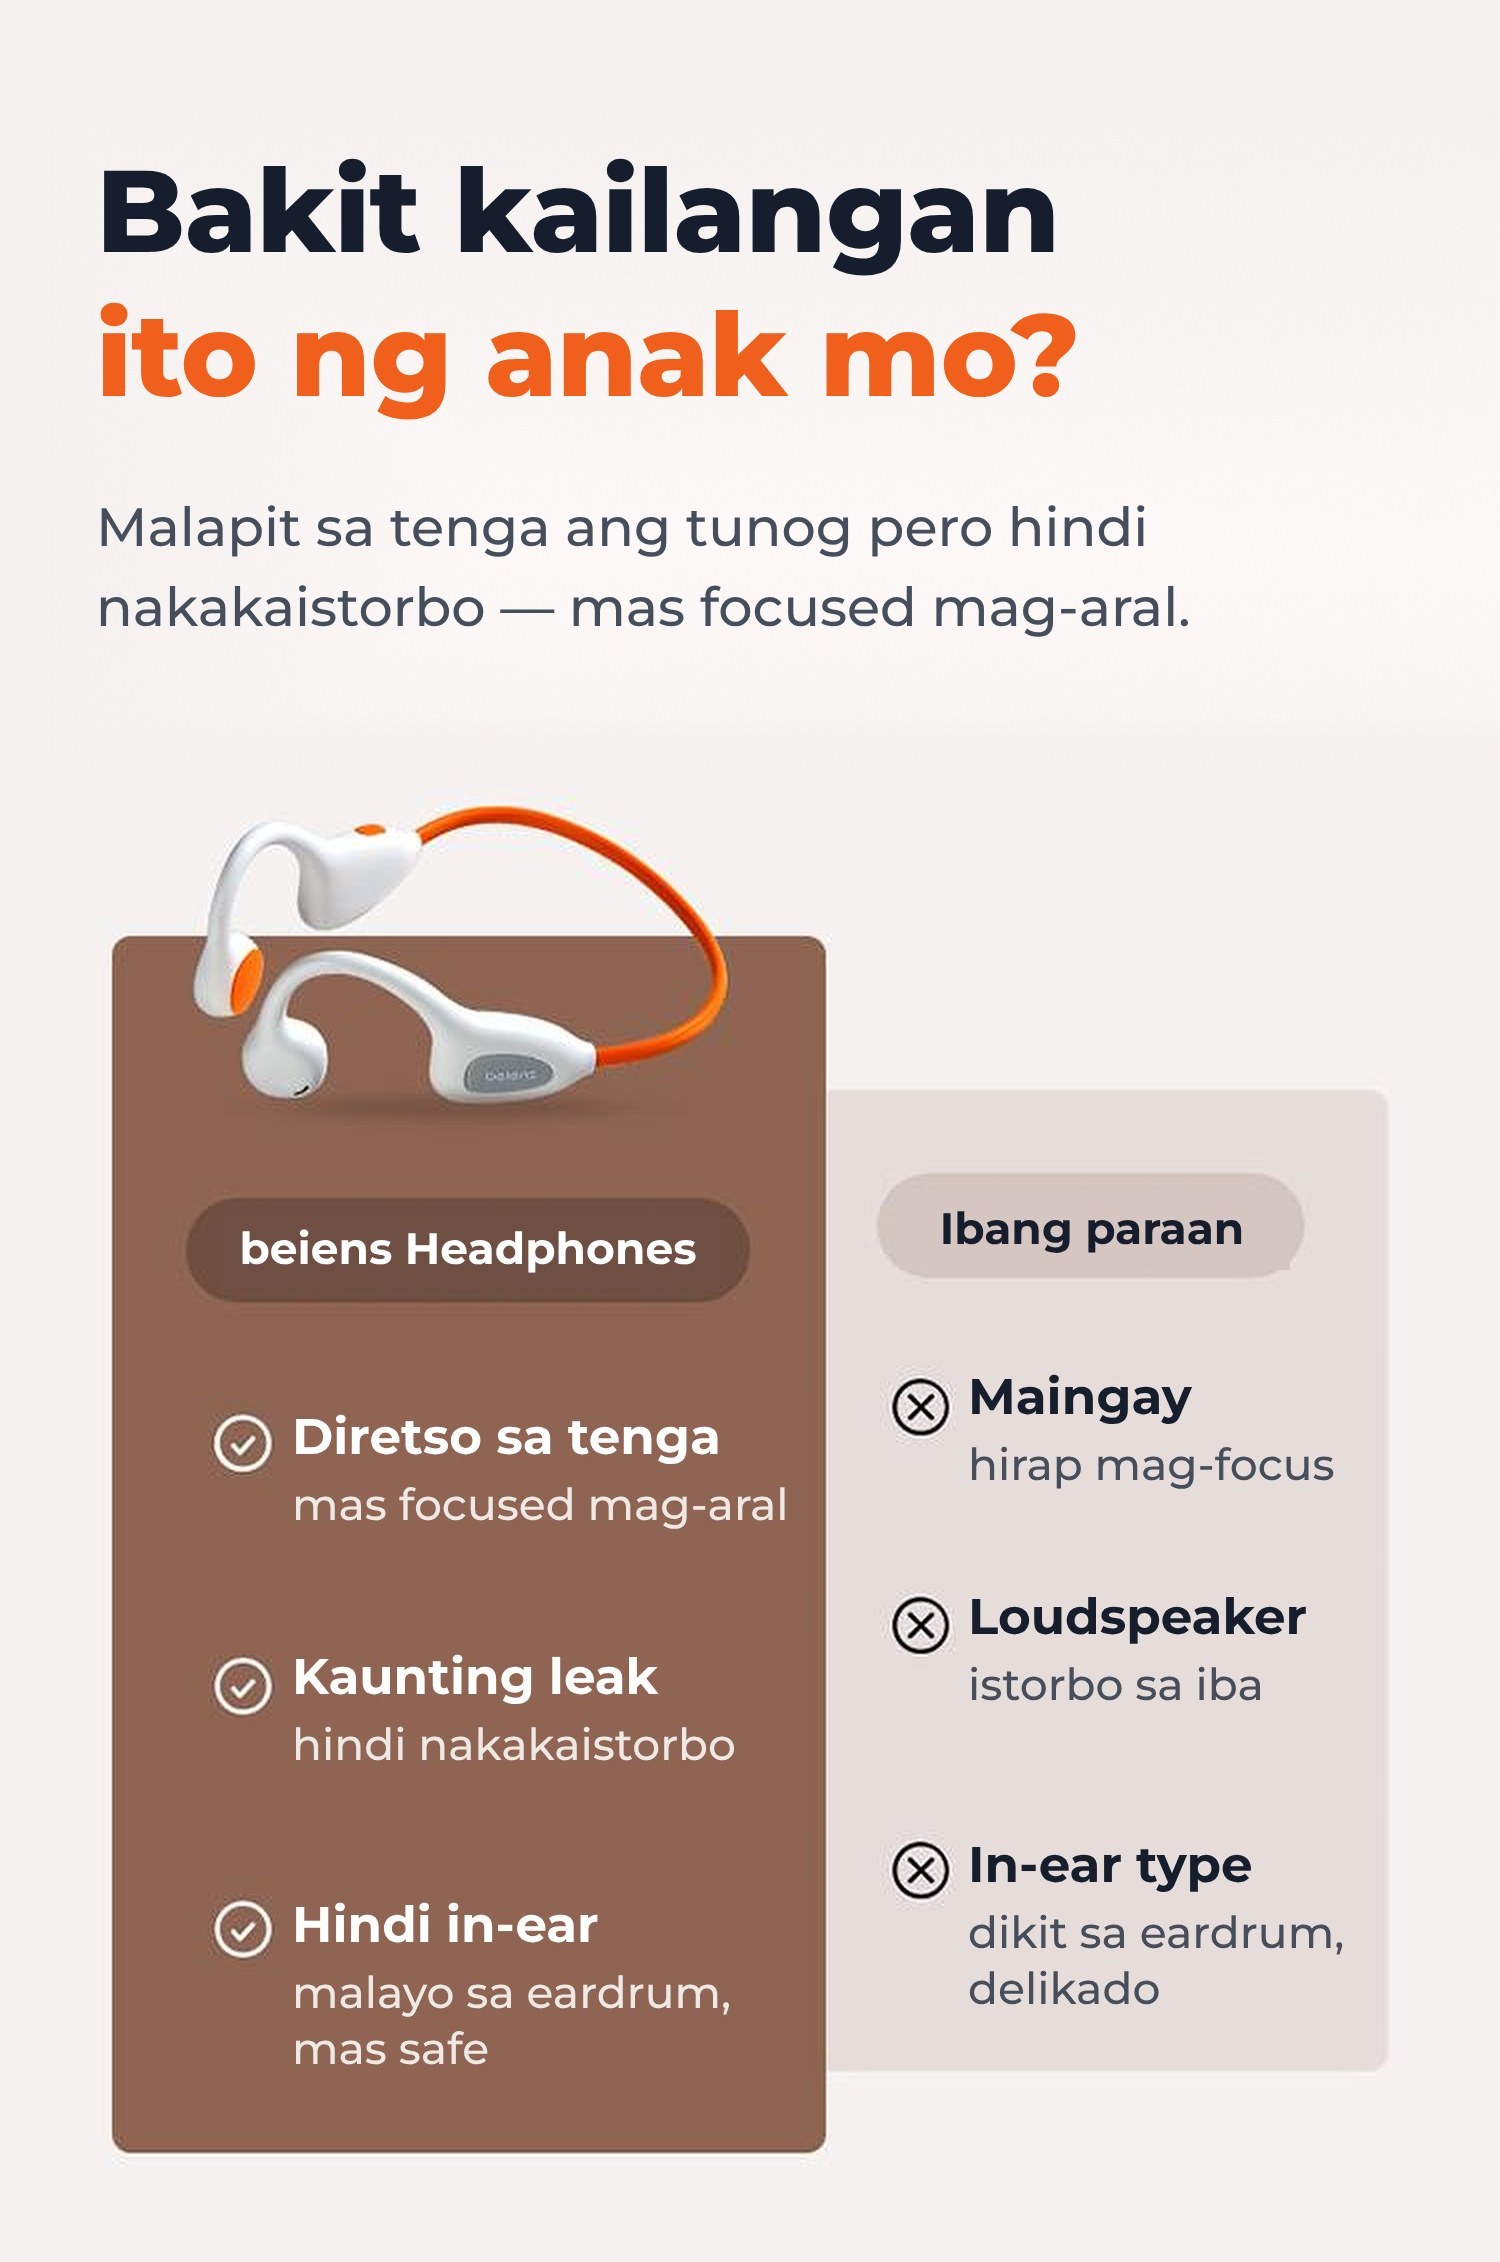 Bakit kailangan
ito ng anak mo?
Malapit sa tenga ang tunog pero hindi
nakakaistorbo — mas focused mag-aral.
beiens Headphones
Diretso sa tenga
mas focused mag-aral
Kaunting leak
hindi nakakaistorbo
Hindi in-ear
malayo sa eardrum,
mas safe
Ibang paraan
Maingay
hirap mag-focus
Loudspeaker
istorbo sa iba
In-ear type
dikit sa eardrum,
delikado